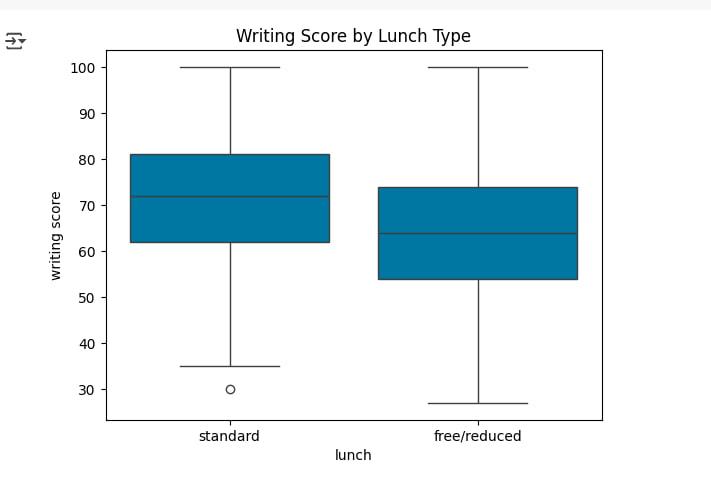 Writing Score by Lunch Type
100
90
80
70
60
50
40
30
writing score
standard free/reduced
lunch